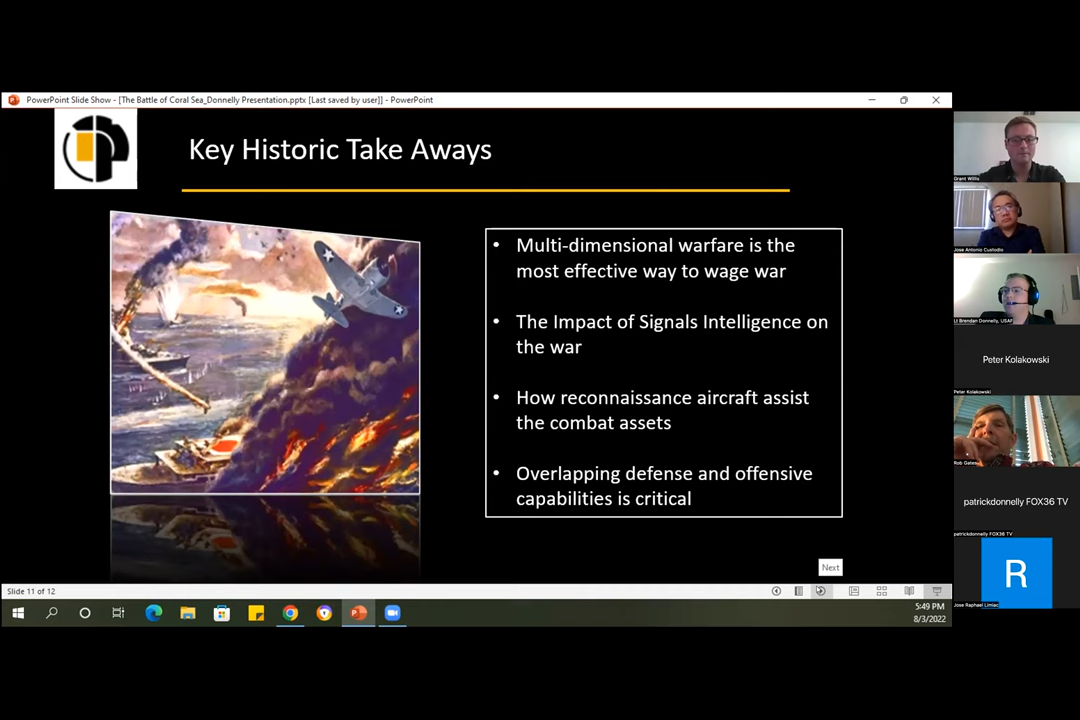 PowerPoint Slide Show - [The Battle of Coral Sea_Donnelly Presentation.pptx [Last saved by user]] - PowerPoint
Key Historic Take Aways
• Multi-dimensional warfare is the
most effective way to wage war
• The Impact of Signals Intelligence on
the war
• How reconnaissance aircraft assist
the combat assets
• Overlapping defense and offensive
capabilities is critical
Next
Slide 11 of 12
5:49 PM
8/3/2022
Grant Willis
Jose Antonio Custodio
Lt Brendan Donnelly, USAF
Peter Kolakowski
Peter Kolakowski
Rob Gates
patrickdonnelly FOX36 TV
patrickdonnelly FOX36 TV
R
Jose Raphael Limiac